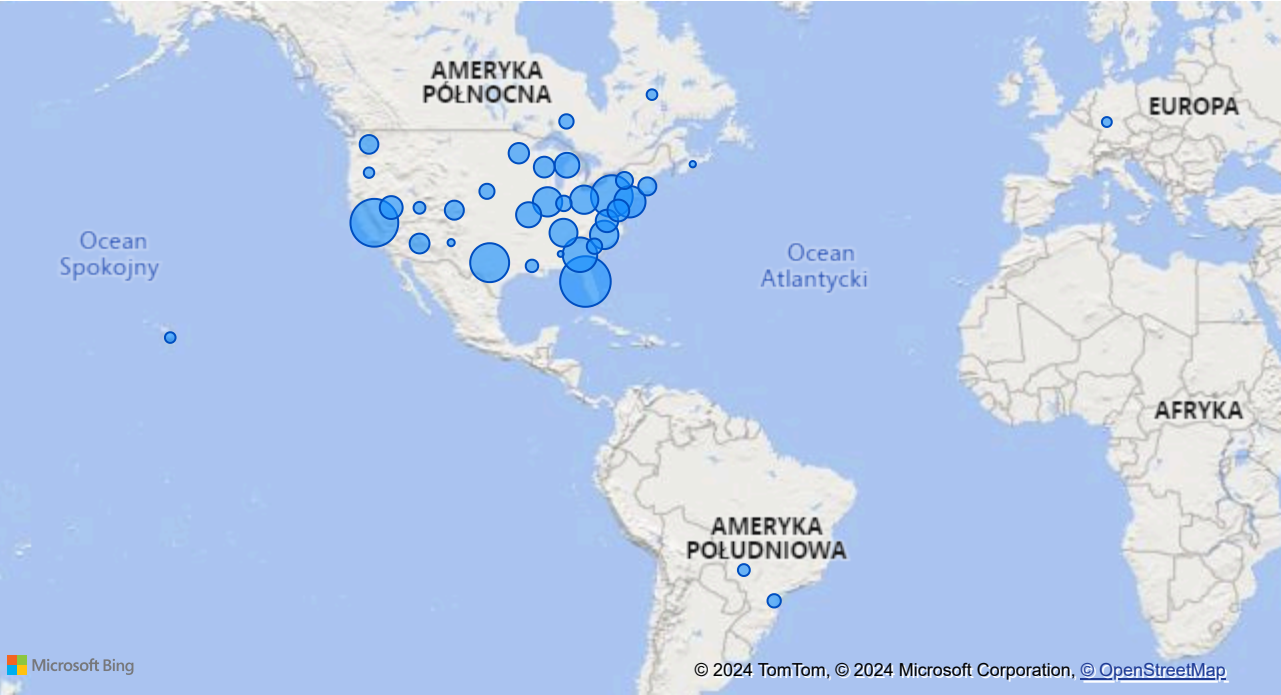 AMERYKA
PÓŁNOCNA
EUROPA
Ocean
Spokojny
Ocean
Atlantycki
AFRYKA
AMERYKA
POŁUDNIOWA
Microsoft Bing
© 2024 TomTom, © 2024 Microsoft Corporation, © OpenStreetMap